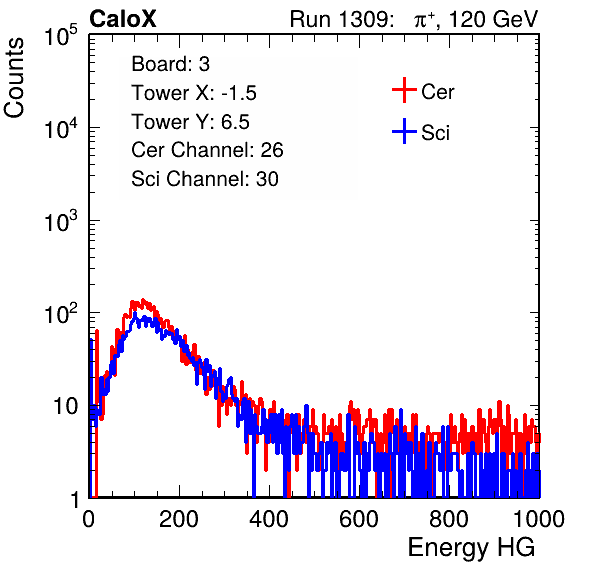 CaloX Run 1309: π⁺, 120 GeV
Board: 3
Tower X: -1.5
Tower Y: 6.5
Cer Channel: 26
Sci Channel: 30
Cer
Sci
Counts
10⁵
10⁴
10³
10²
10
1
0 200 400 600 800 1000
Energy HG